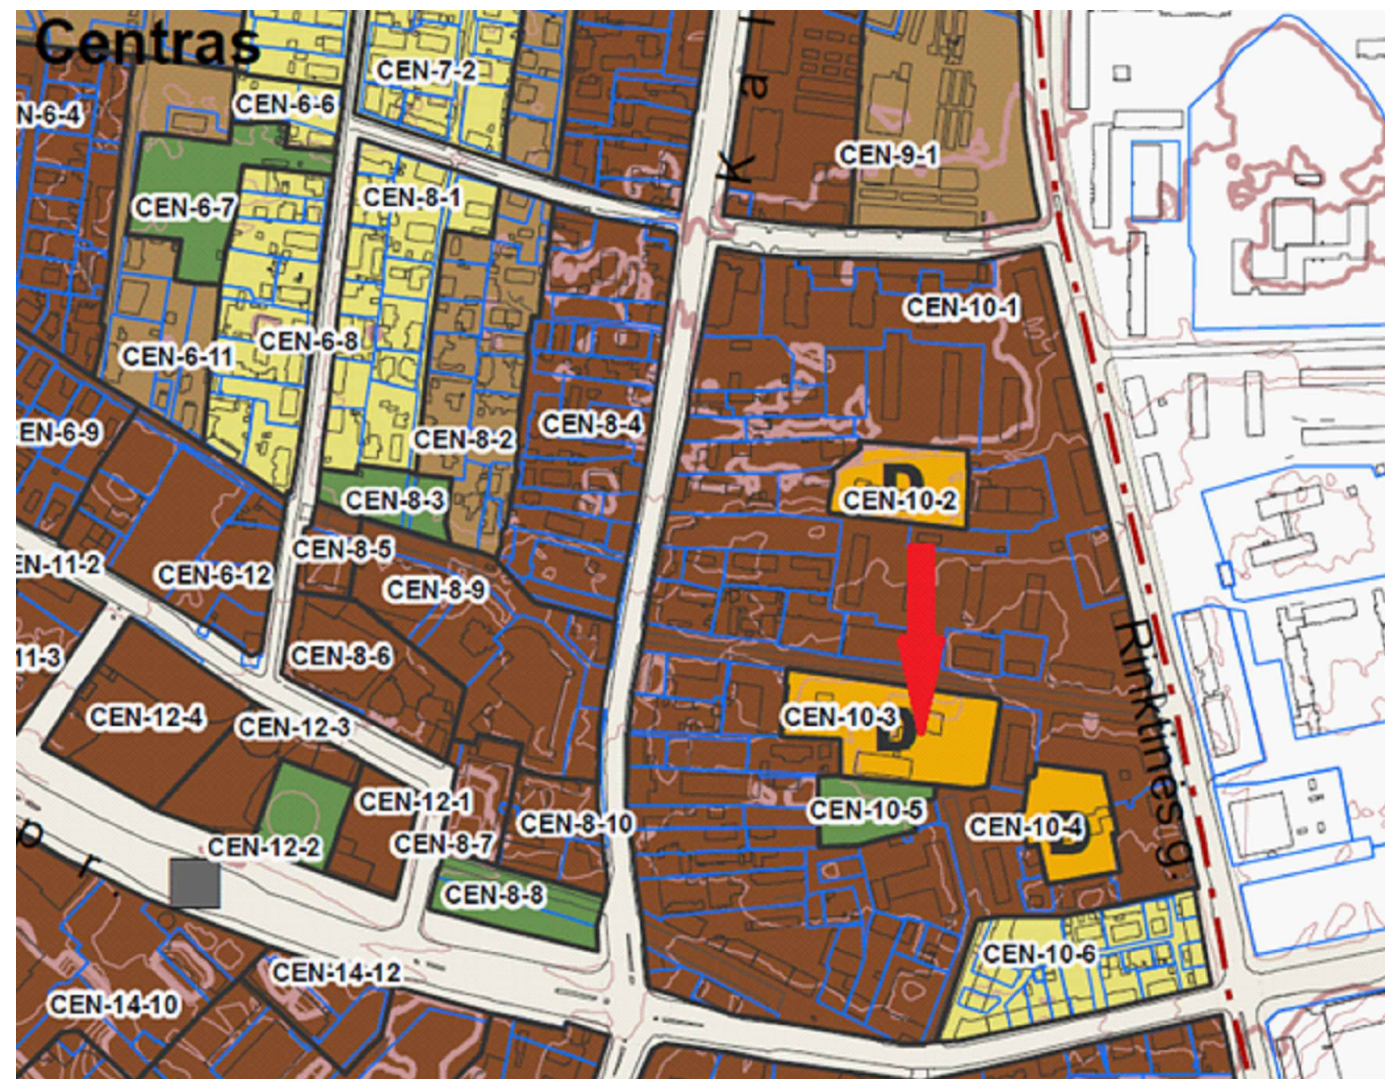 Centras
CEN-7-2
K a l
CEN-6-6
N-6-4
CEN-9-1
CEN-6-7
CEN-8-1
CEN-10-1
CEN-6-8
CEN-6-11
EN-6-9
CEN-8-2
CEN-8-4
D
CEN-10-2
CEN-8-3
CEN-8-5
EN-11-2
CEN-6-12
CEN-8-9
CEN-8-6
11-3
Rinktinės g.
CEN-12-4
CEN-12-3
CEN-10-3
D
CEN-12-1
CEN-10-5
CEN-8-10
CEN-10-4
D
p r .
CEN-12-2
CEN-8-7
CEN-8-8
CEN-10-6
CEN-14-12
CEN-14-10